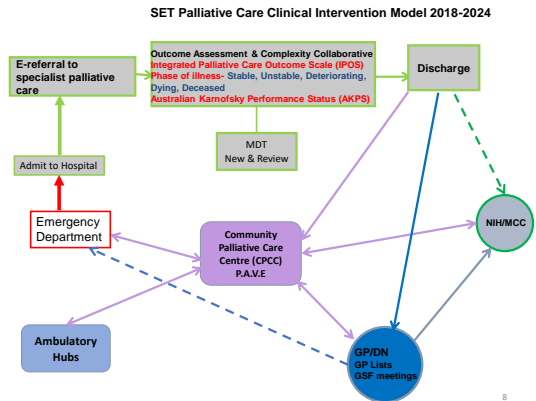 SET Palliative Care Clinical Intervention Model 2018-2024
E-referral to
specialist palliative
care
Outcome Assessment & Complexity Collaborative
Integrated Palliative Care Outcome Scale (IPOS)
Phase of illness- Stable, Unstable, Deteriorating,
Dying, Deceased
Australian Karnofsky Performance Status (AKPS)
Discharge
MDT
New & Review
Admit to Hospital
Emergency
Department
Community
Palliative Care
Centre (CPCC)
P.A.V.E
NIH/MCC
Ambulatory
Hubs
GP/DN
GP Lists
GSF meetings
8